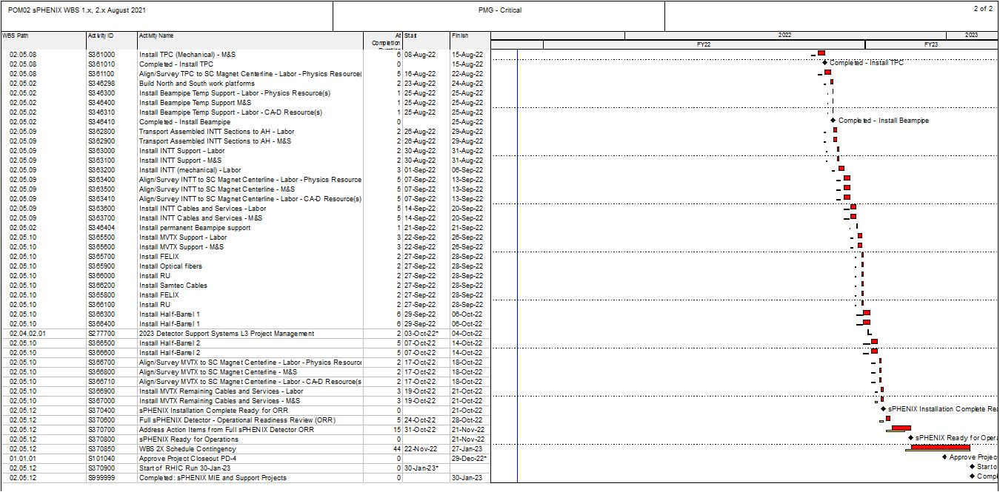 POM02 sPHENIX WBS 1.x, 2.x August 2021 PMG - Critical 2 of 2
WBS Path Activity ID Activity Name At Completion Start Finish 2022 2023
FY22 FY23
02.05.08 S361000 Install TPC (Mechanical) - M&S 6 08-Aug-22 15-Aug-22
02.05.08 S361010 Completed - Install TPC 0 15-Aug-22 Completed - Install TPC
02.05.08 S361100 Align/Survey TPC to SC Magnet Centerline - Labor - Physics Resource( 5 16-Aug-22 22-Aug-22
02.05.02 S346298 Build North and South work platforms 2 23-Aug-22 24-Aug-22
02.05.02 S346300 Install Beampipe Temp Support - Labor - Physics Resource(s) 1 25-Aug-22 25-Aug-22
02.05.02 S346400 Install Beampipe Temp Support M&S 1 25-Aug-22 25-Aug-22
02.05.02 S346310 Install Beampipe Temp Support - Labor - CA-D Resource(s) 1 25-Aug-22 25-Aug-22
02.05.02 S346410 Completed - Install Beampipe 0 25-Aug-22 Completed - Install Beampipe
02.05.09 S362800 Transport Assembled INTT Sections to AH - Labor 2 26-Aug-22 29-Aug-22
02.05.09 S362900 Transport Assembled INTT Sections to AH - M&S 2 26-Aug-22 29-Aug-22
02.05.09 S363000 Install INTT Support - Labor 2 30-Aug-22 31-Aug-22
02.05.09 S363100 Install INTT Support - M&S 2 30-Aug-22 31-Aug-22
02.05.09 S363200 Install INTT (mechanical) - Labor 3 01-Sep-22 06-Sep-22
02.05.09 S363400 Align/Survey INTT to SC Magnet Centerline - Labor - Physics Resource 5 07-Sep-22 13-Sep-22
02.05.09 S363500 Align/Survey INTT to SC Magnet Centerline - M&S 5 07-Sep-22 13-Sep-22
02.05.09 S363410 Align/Survey INTT to SC Magnet Centerline - Labor - CA-D Resource(s) 5 07-Sep-22 13-Sep-22
02.05.09 S363600 Install INTT Cables and Services - Labor 5 14-Sep-22 20-Sep-22
02.05.09 S363700 Install INTT Cables and Services - M&S 5 14-Sep-22 20-Sep-22
02.05.02 S346404 Install permanent Beampipe support 1 21-Sep-22 21-Sep-22
02.05.10 S365500 Install MVTX Support - Labor 3 22-Sep-22 26-Sep-22
02.05.10 S365600 Install MVTX Support - M&S 3 22-Sep-22 26-Sep-22
02.05.10 S365700 Install FELIX 2 27-Sep-22 28-Sep-22
02.05.10 S365900 Install Optical fibers 2 27-Sep-22 28-Sep-22
02.05.10 S366000 Install RU 2 27-Sep-22 28-Sep-22
02.05.10 S366200 Install Samtec Cables 2 27-Sep-22 28-Sep-22
02.05.10 S365800 Install FELIX 2 27-Sep-22 28-Sep-22
02.05.10 S366100 Install RU 2 27-Sep-22 28-Sep-22
02.05.10 S366300 Install Half-Barrel 1 6 29-Sep-22 06-Oct-22
02.05.10 S366400 Install Half-Barrel 1 6 29-Sep-22 06-Oct-22
02.04.02.01 S277700 2023 Detector Support Systems L3 Project Management 2 03-Oct-22* 04-Oct-22
02.05.10 S366500 Install Half-Barrel 2 5 07-Oct-22 14-Oct-22
02.05.10 S366600 Install Half-Barrel 2 5 07-Oct-22 14-Oct-22
02.05.10 S366700 Align/Survey MVTX to SC Magnet Centerline - Labor - Physics Resource 2 17-Oct-22 18-Oct-22
02.05.10 S366800 Align/Survey MVTX to SC Magnet Centerline - M&S 2 17-Oct-22 18-Oct-22
02.05.10 S366710 Align/Survey MVTX to SC Magnet Centerline - Labor - CA-D Resource(s 2 17-Oct-22 18-Oct-22
02.05.10 S366900 Install MVTX Remaining Cables and Services - Labor 3 19-Oct-22 21-Oct-22
02.05.10 S367000 Install MVTX Remaining Cables and Services - M&S 3 19-Oct-22 21-Oct-22
02.05.12 S370400 sPHENIX Installation Complete Ready for ORR 0 21-Oct-22 sPHENIX Installation Complete Rea
02.05.12 S370600 Full sPHENIX Detector - Operational Readiness Review (ORR) 5 24-Oct-22 28-Oct-22
02.05.12 S370700 Address Action Items from Full sPHENIX Detector ORR 15 31-Oct-22 21-Nov-22
02.05.12 S370800 sPHENIX Ready for Operations 0 21-Nov-22 sPHENIX Ready for Opera
02.05.12 S370850 WBS 2X Schedule Contingency 44 22-Nov-22 27-Jan-23
01.01.01 S101040 Approve Project Closeout PD-4 0 29-Dec-22* Approve Projec
02.05.12 S370900 Start of RHIC Run 30-Jan-23 0 30-Jan-23* Start o
02.05.12 S999999 Completed: sPHENIX MIE and Support Projects 0 30-Jan-23 Compl